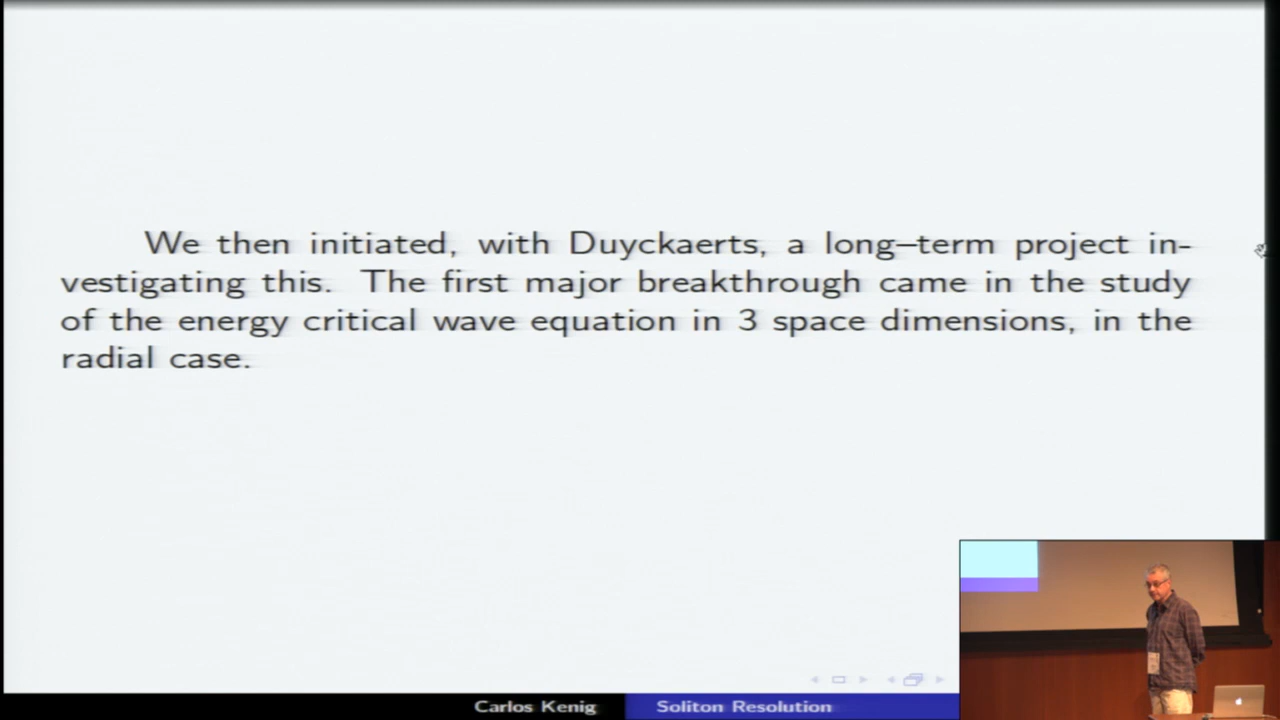 We then initiated, with Duyckaerts, a long–term project in-
vestigating this. The first major breakthrough came in the study
of the energy critical wave equation in 3 space dimensions, in the
radial case.
Carlos Kenig
Soliton Resolution